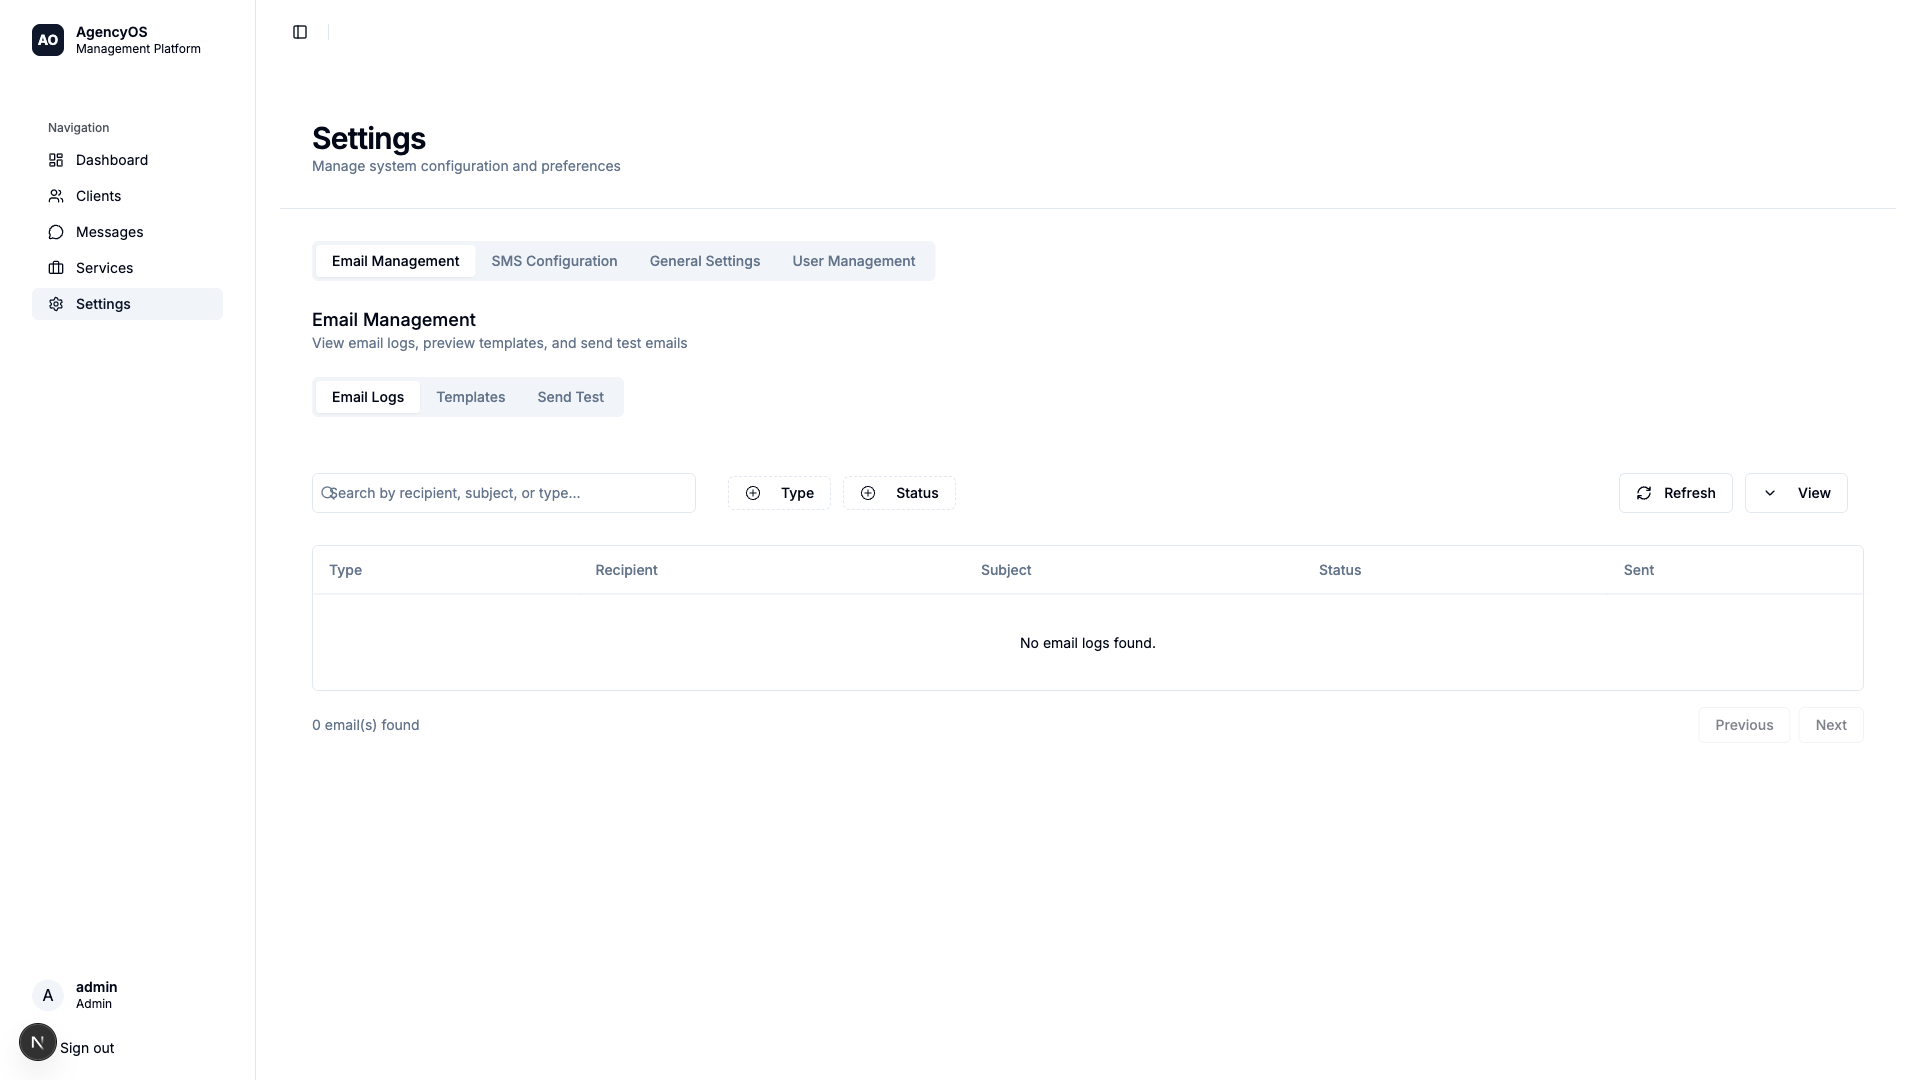 AO
AgencyOS
Management Platform
Navigation
Dashboard
Clients
Messages
Services
Settings
admin
Admin
A
N
Sign out
Settings
Manage system configuration and preferences
Email Management
SMS Configuration
General Settings
User Management
Email Management
View email logs, preview templates, and send test emails
Email Logs
Templates
Send Test
Search by recipient, subject, or type...
Type
Status
Refresh
View
Type
Recipient
Subject
Status
Sent
No email logs found.
0 email(s) found
Previous
Next